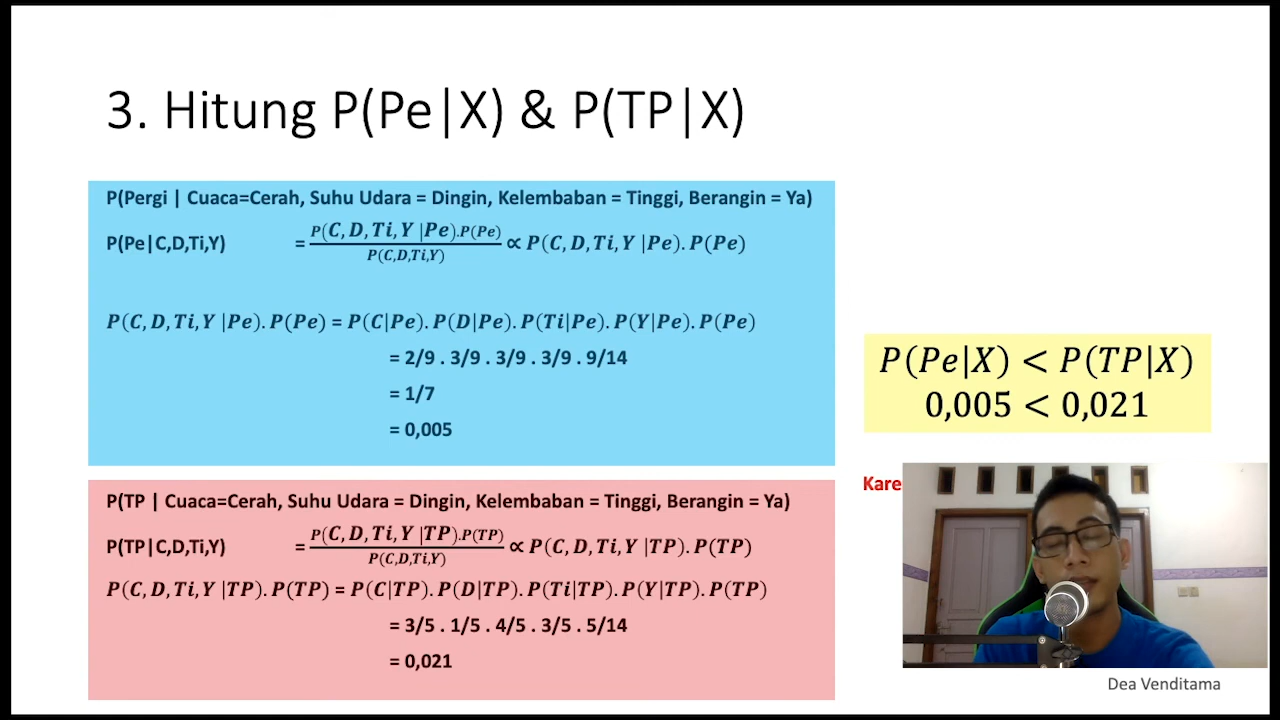 3. Hitung P(Pe|X) & P(TP|X)
P(Pergi | Cuaca=Cerah, Suhu Udara = Dingin, Kelembaban = Tinggi, Berangin = Ya)
P(Pe|C,D,Ti,Y) = P(C, D, Ti, Y |Pe).P(Pe) / P(C,D,Ti,Y) ∝ P(C, D, Ti, Y |Pe). P(Pe)
P(C, D, Ti, Y |Pe). P(Pe) = P(C|Pe). P(D|Pe). P(Ti|Pe). P(Y|Pe). P(Pe)
= 2/9 . 3/9 . 3/9 . 3/9 . 9/14
= 1/7
= 0,005
P(TP | Cuaca=Cerah, Suhu Udara = Dingin, Kelembaban = Tinggi, Berangin = Ya)
P(TP|C,D,Ti,Y) = P(C, D, Ti, Y |TP).P(TP) / P(C,D,Ti,Y) ∝ P(C, D, Ti, Y |TP). P(TP)
P(C, D, Ti, Y |TP). P(TP) = P(C|TP). P(D|TP). P(Ti|TP). P(Y|TP). P(TP)
= 3/5 . 1/5 . 4/5 . 3/5 . 5/14
= 0,021
P(Pe|X) < P(TP|X)
0,005 < 0,021
Kare
Dea Venditama